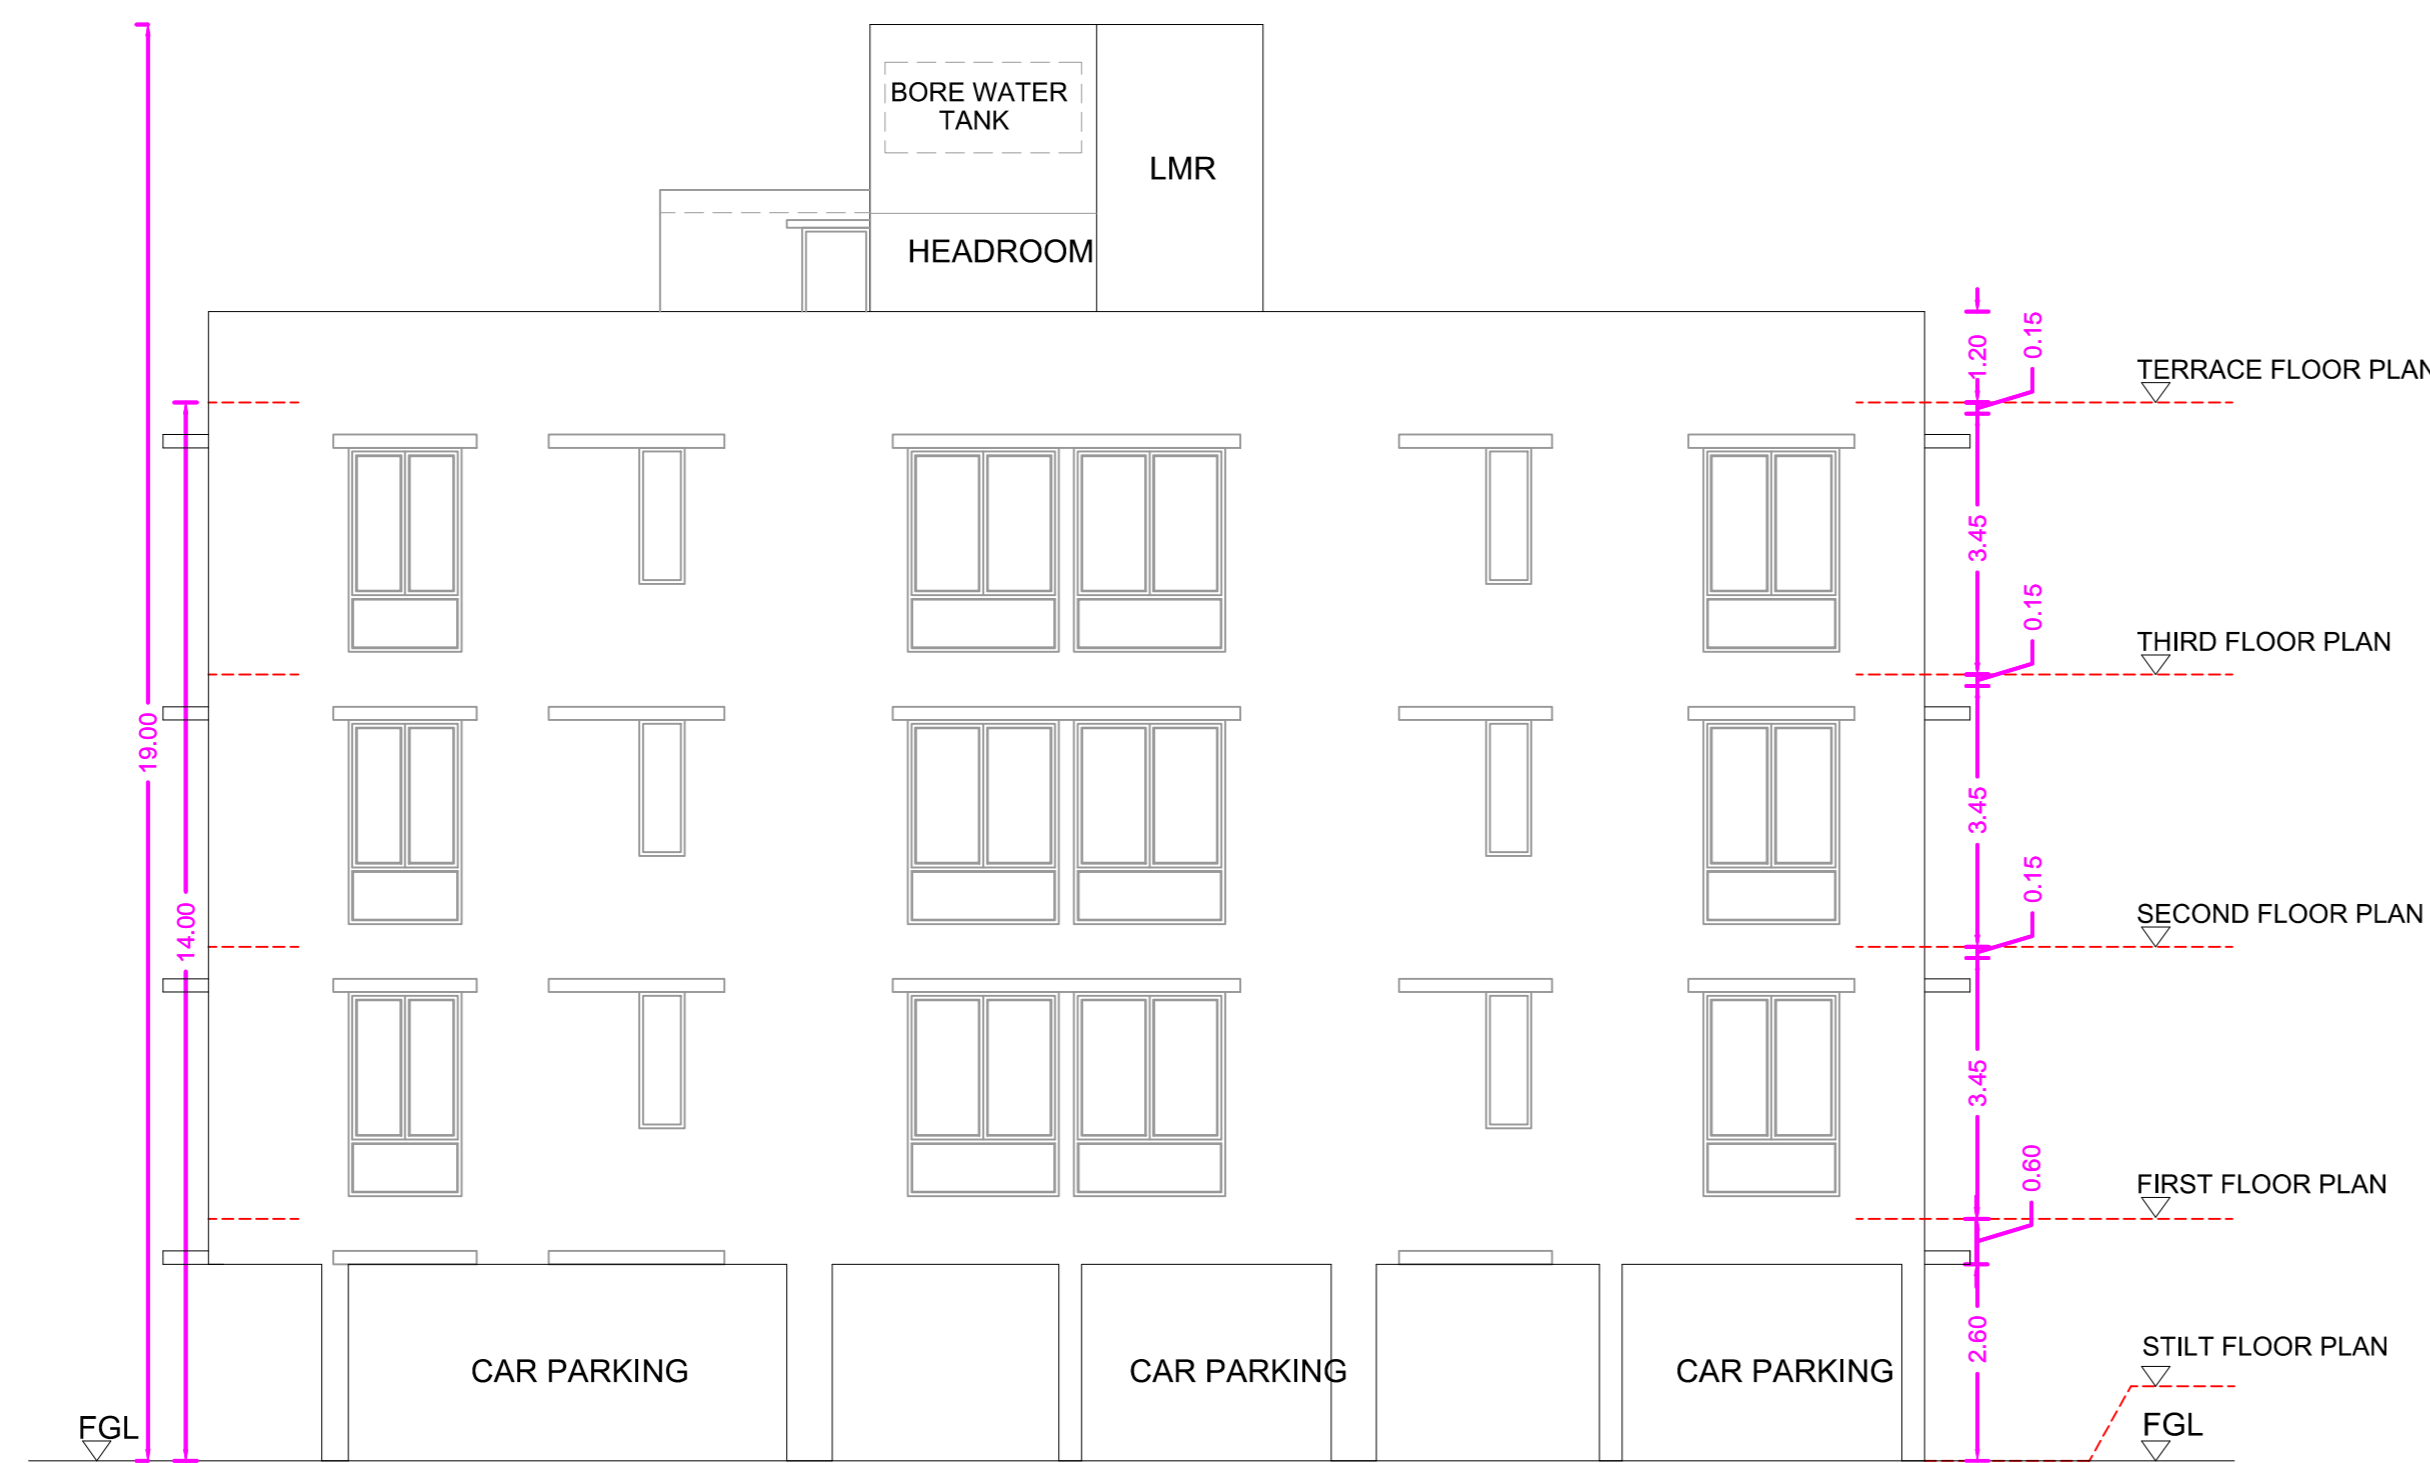 BORE WATER
TANK
LMR
HEADROOM
1.20
0.15
TERRACE FLOOR PLAN
3.45
0.15
THIRD FLOOR PLAN
19.00
3.45
0.15
SECOND FLOOR PLAN
14.00
3.45
0.60
FIRST FLOOR PLAN
2.60
STILT FLOOR PLAN
CAR PARKING
CAR PARKING
CAR PARKING
FGL
FGL